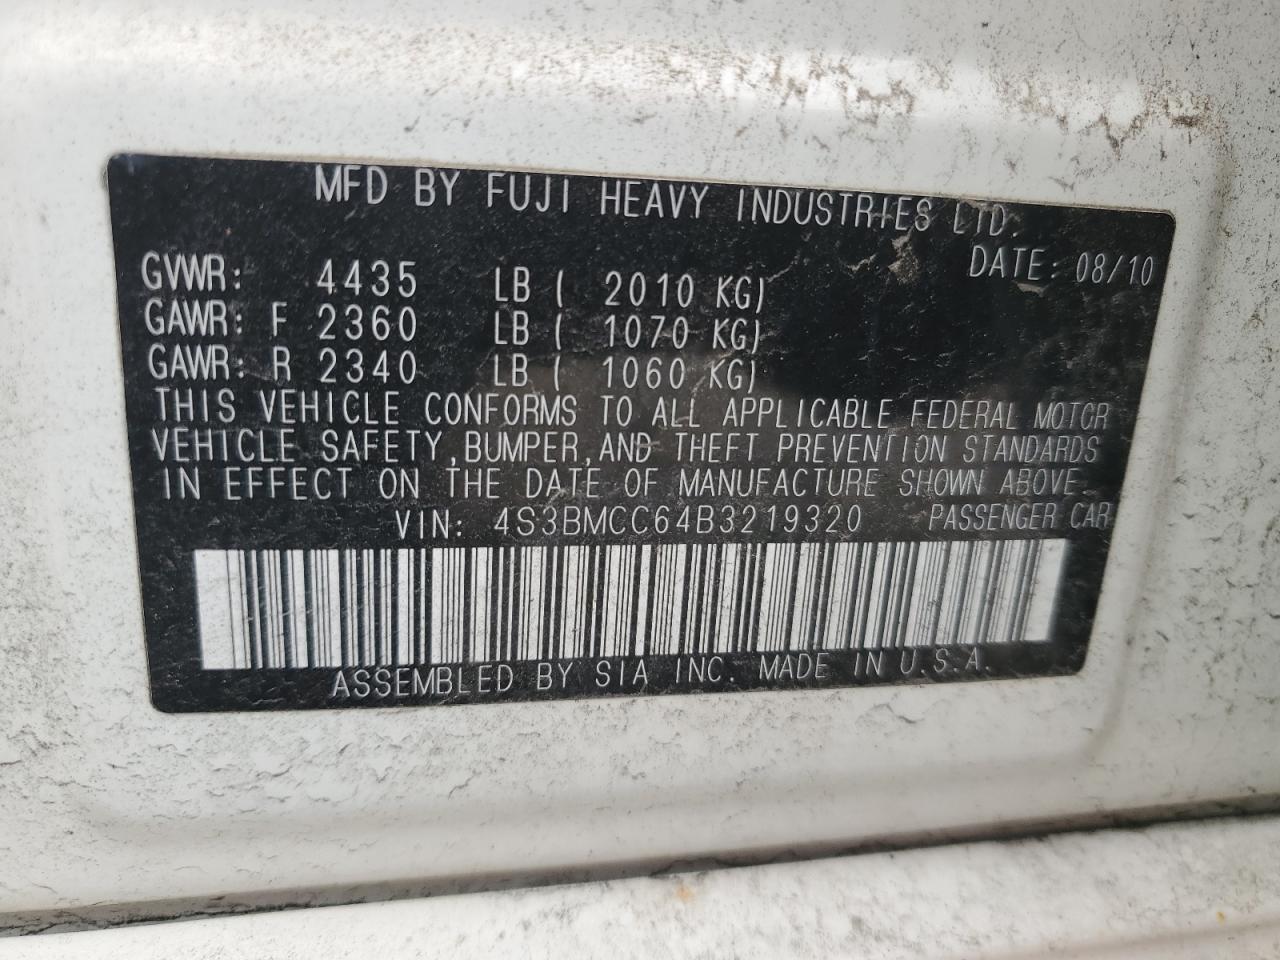 MFD BY FUJI HEAVY INDUSTRIES LTD.
DATE: 08/10
GVWR: 4435 LB ( 2010 KG)
GAWR: F 2360 LB ( 1070 KG)
GAWR: R 2340 LB ( 1060 KG)
THIS VEHICLE CONFORMS TO ALL APPLICABLE FEDERAL MOTOR
VEHICLE SAFETY,BUMPER,AND THEFT PREVENTION STANDARDS
IN EFFECT ON THE DATE OF MANUFACTURE SHOWN ABOVE.
VIN: 4S3BMCC64B3219320 PASSENGER CAR
ASSEMBLED BY SIA INC. MADE IN U.S.A.